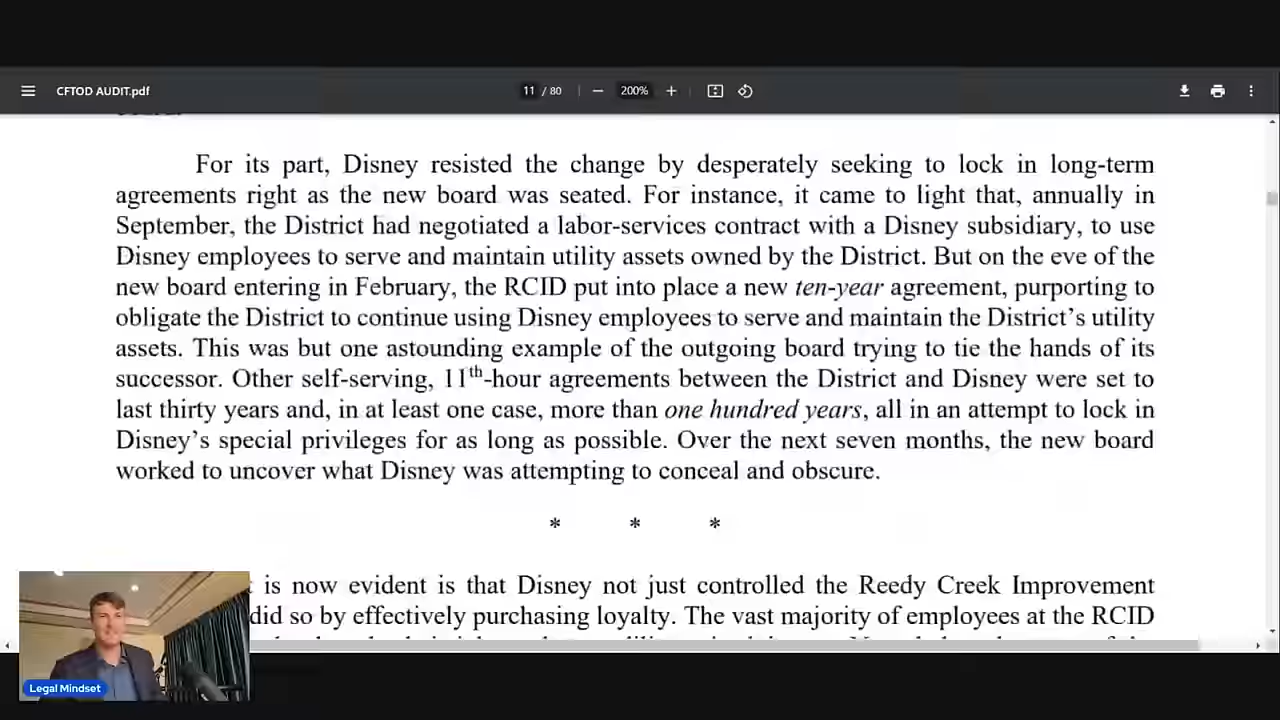 CFTOD AUDIT.pdf
11 / 80
200%
For its part, Disney resisted the change by desperately seeking to lock in long-term
agreements right as the new board was seated. For instance, it came to light that, annually in
September, the District had negotiated a labor-services contract with a Disney subsidiary, to use
Disney employees to serve and maintain utility assets owned by the District. But on the eve of the
new board entering in February, the RCID put into place a new ten-year agreement, purporting to
obligate the District to continue using Disney employees to serve and maintain the District's utility
assets. This was but one astounding example of the outgoing board trying to tie the hands of its
successor. Other self-serving, 11th-hour agreements between the District and Disney were set to
last thirty years and, in at least one case, more than one hundred years, all in an attempt to lock in
Disney's special privileges for as long as possible. Over the next seven months, the new board
worked to uncover what Disney was attempting to conceal and obscure.
* * *
is now evident is that Disney not just controlled the Reedy Creek Improvement
did so by effectively purchasing loyalty. The vast majority of employees at the RCID
Legal Mindset